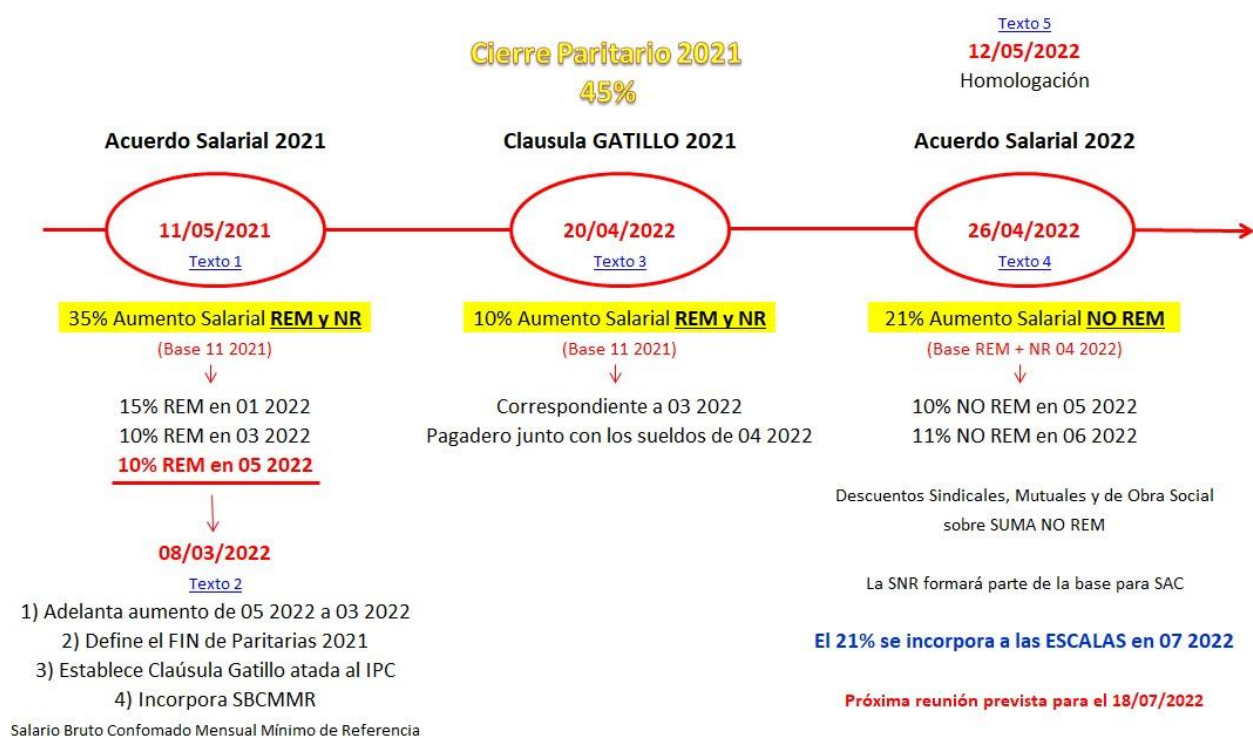 Cierre Paritario 2021
45%
Texto 5
12/05/2022
Homologación
Acuerdo Salarial 2021
11/05/2021
Texto 1
35% Aumento Salarial REM y NR
(Base 11 2021)
15% REM en 01 2022
10% REM en 03 2022
10% REM en 05 2022
08/03/2022
Texto 2
1) Adelanta aumento de 05 2022 a 03 2022
2) Define el FIN de Paritarias 2021
3) Establece Claúsula Gatillo atada al IPC
4) Incorpora SBCMMR
Salario Bruto Confomado Mensual Mínimo de Referencia
Clausula GATILLO 2021
20/04/2022
Texto 3
10% Aumento Salarial REM y NR
(Base 11 2021)
Correspondiente a 03 2022
Pagadero junto con los sueldos de 04 2022
Acuerdo Salarial 2022
26/04/2022
Texto 4
21% Aumento Salarial NO REM
(Base REM + NR 04 2022)
10% NO REM en 05 2022
11% NO REM en 06 2022
Descuentos Sindicales, Mutuales y de Obra Social
sobre SUMA NO REM
La SNR formará parte de la base para SAC
El 21% se incorpora a las ESCALAS en 07 2022
Próxima reunión prevista para el 18/07/2022